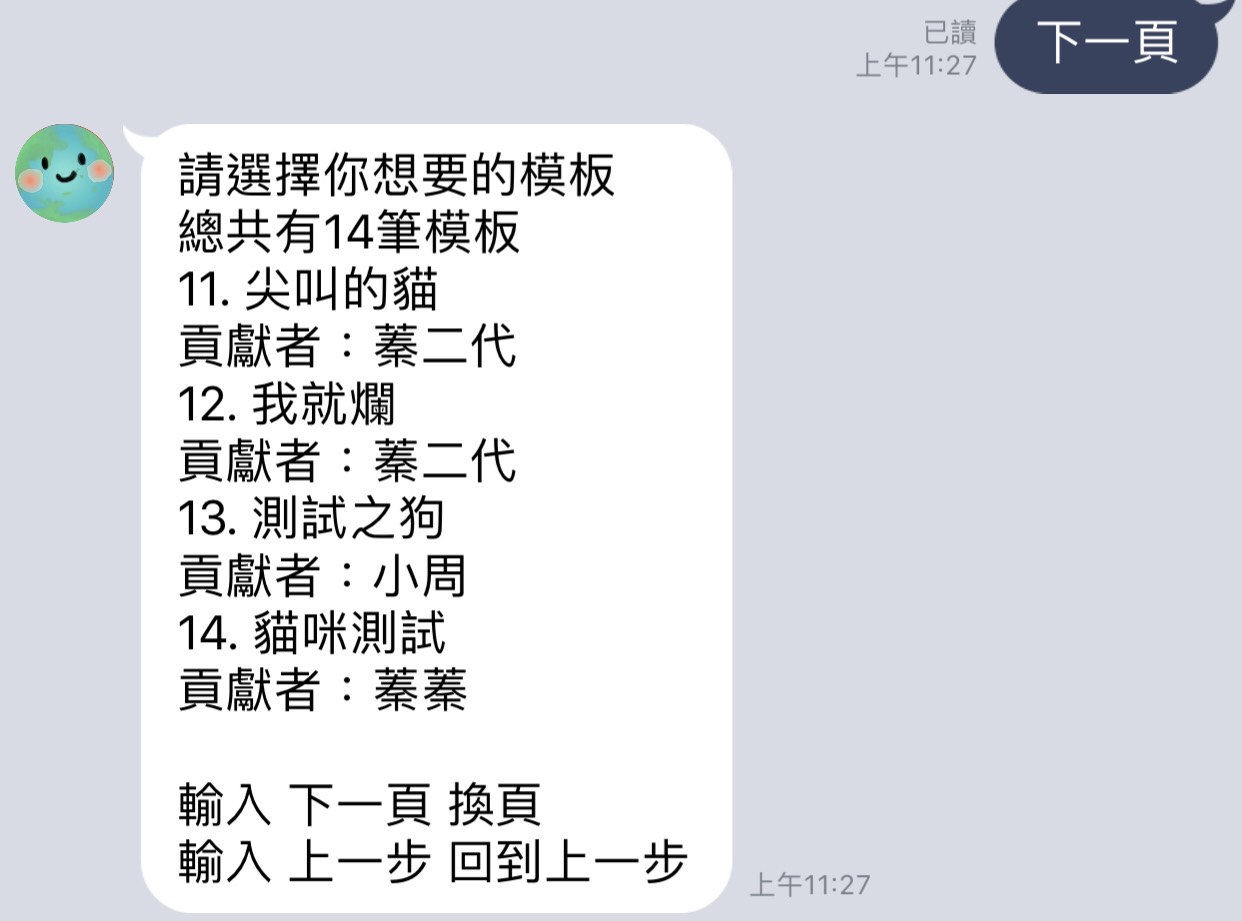 下一頁
已讀
上午11:27
請選擇你想要的模板
總共有14筆模板
11. 尖叫的貓
貢獻者：蓁二代
12. 我就爛
貢獻者：蓁二代
13. 測試之狗
貢獻者：小周
14. 貓咪測試
貢獻者：蓁蓁
輸入 下一頁 換頁
輸入 上一步 回到上一步
上午11:27